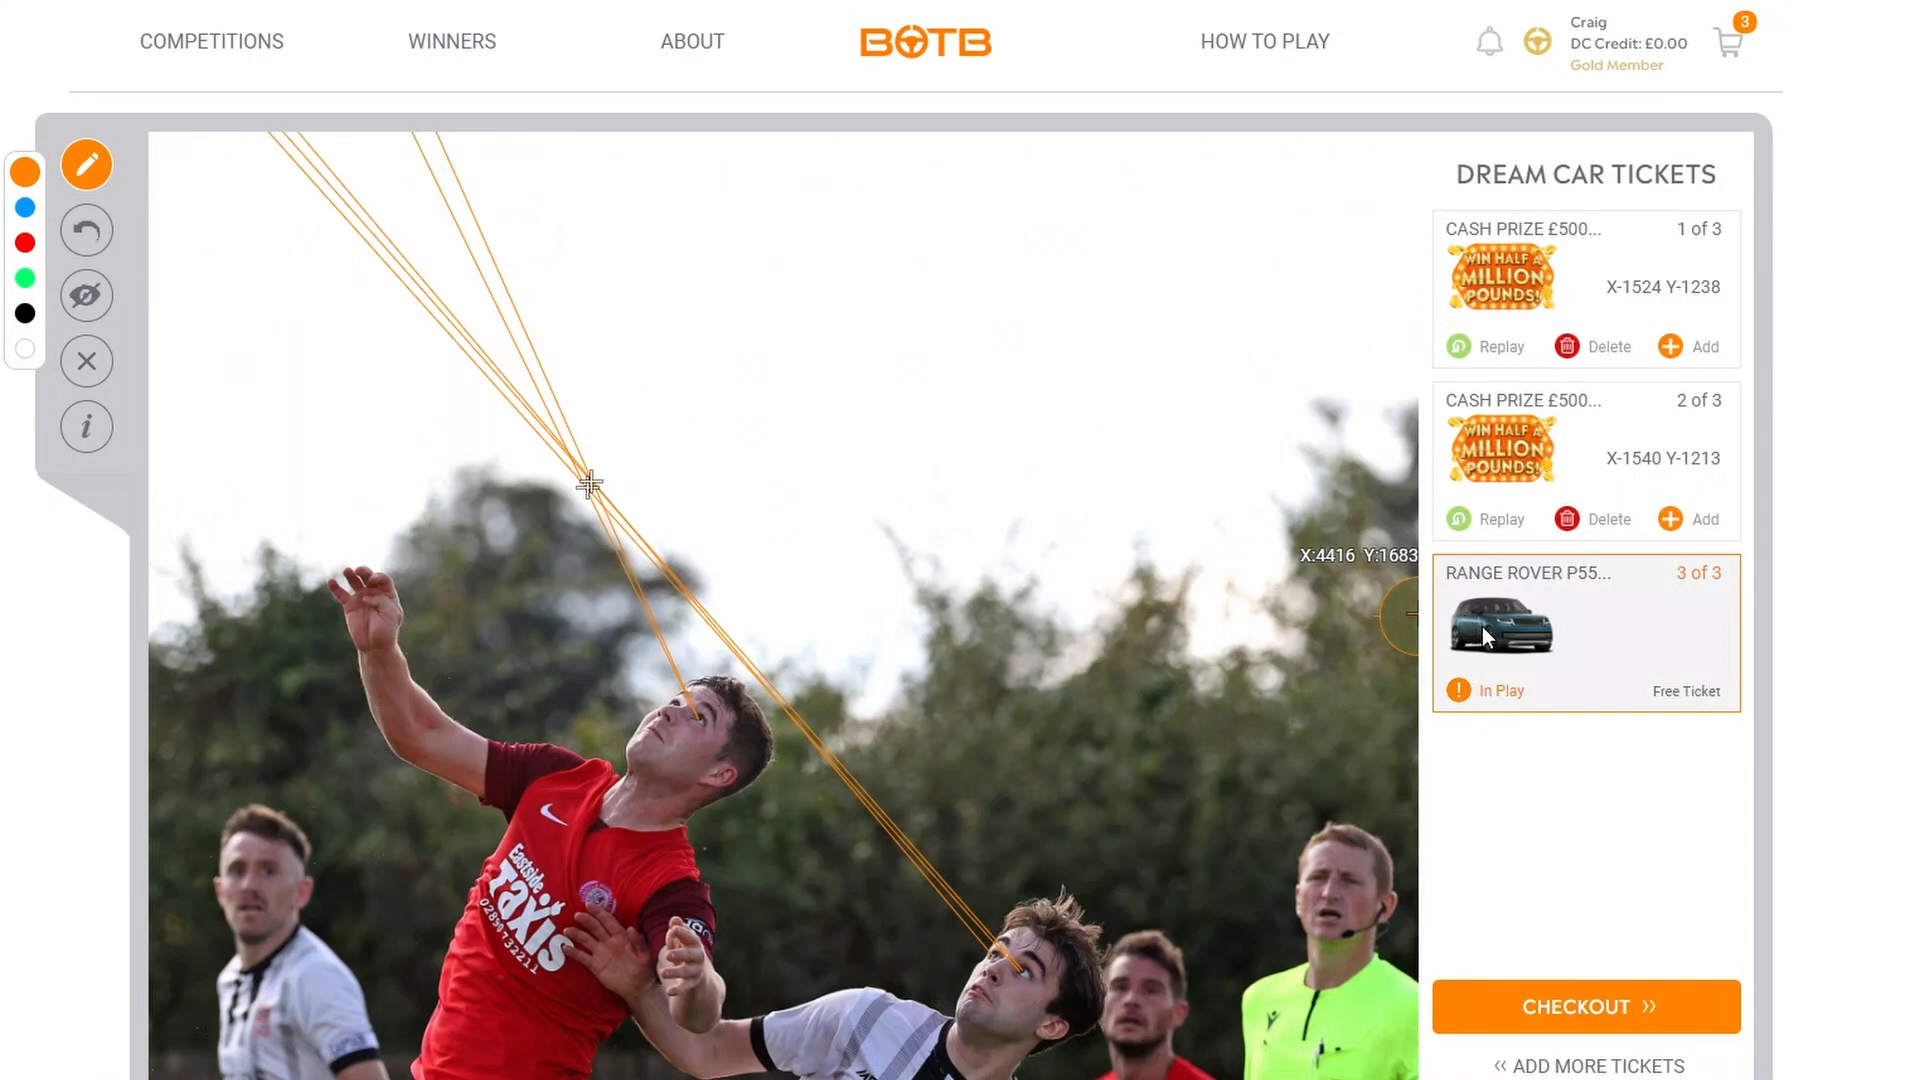 COMPETITIONS
WINNERS
ABOUT
BOTB
HOW TO PLAY
Craig
DC Credit: £0.00
Gold Member
3
DREAM CAR TICKETS
CASH PRIZE £500... 1 of 3
WIN HALF A
MILLION
POUNDS!
X-1524 Y-1238
Replay Delete Add
CASH PRIZE £500... 2 of 3
WIN HALF A
MILLION
POUNDS!
X-1540 Y-1213
Replay Delete Add
X:4416 Y:1683
RANGE ROVER P55... 3 of 3
In Play Free Ticket
Eastside
TAXIS
02890732211
CHECKOUT »
« ADD MORE TICKETS